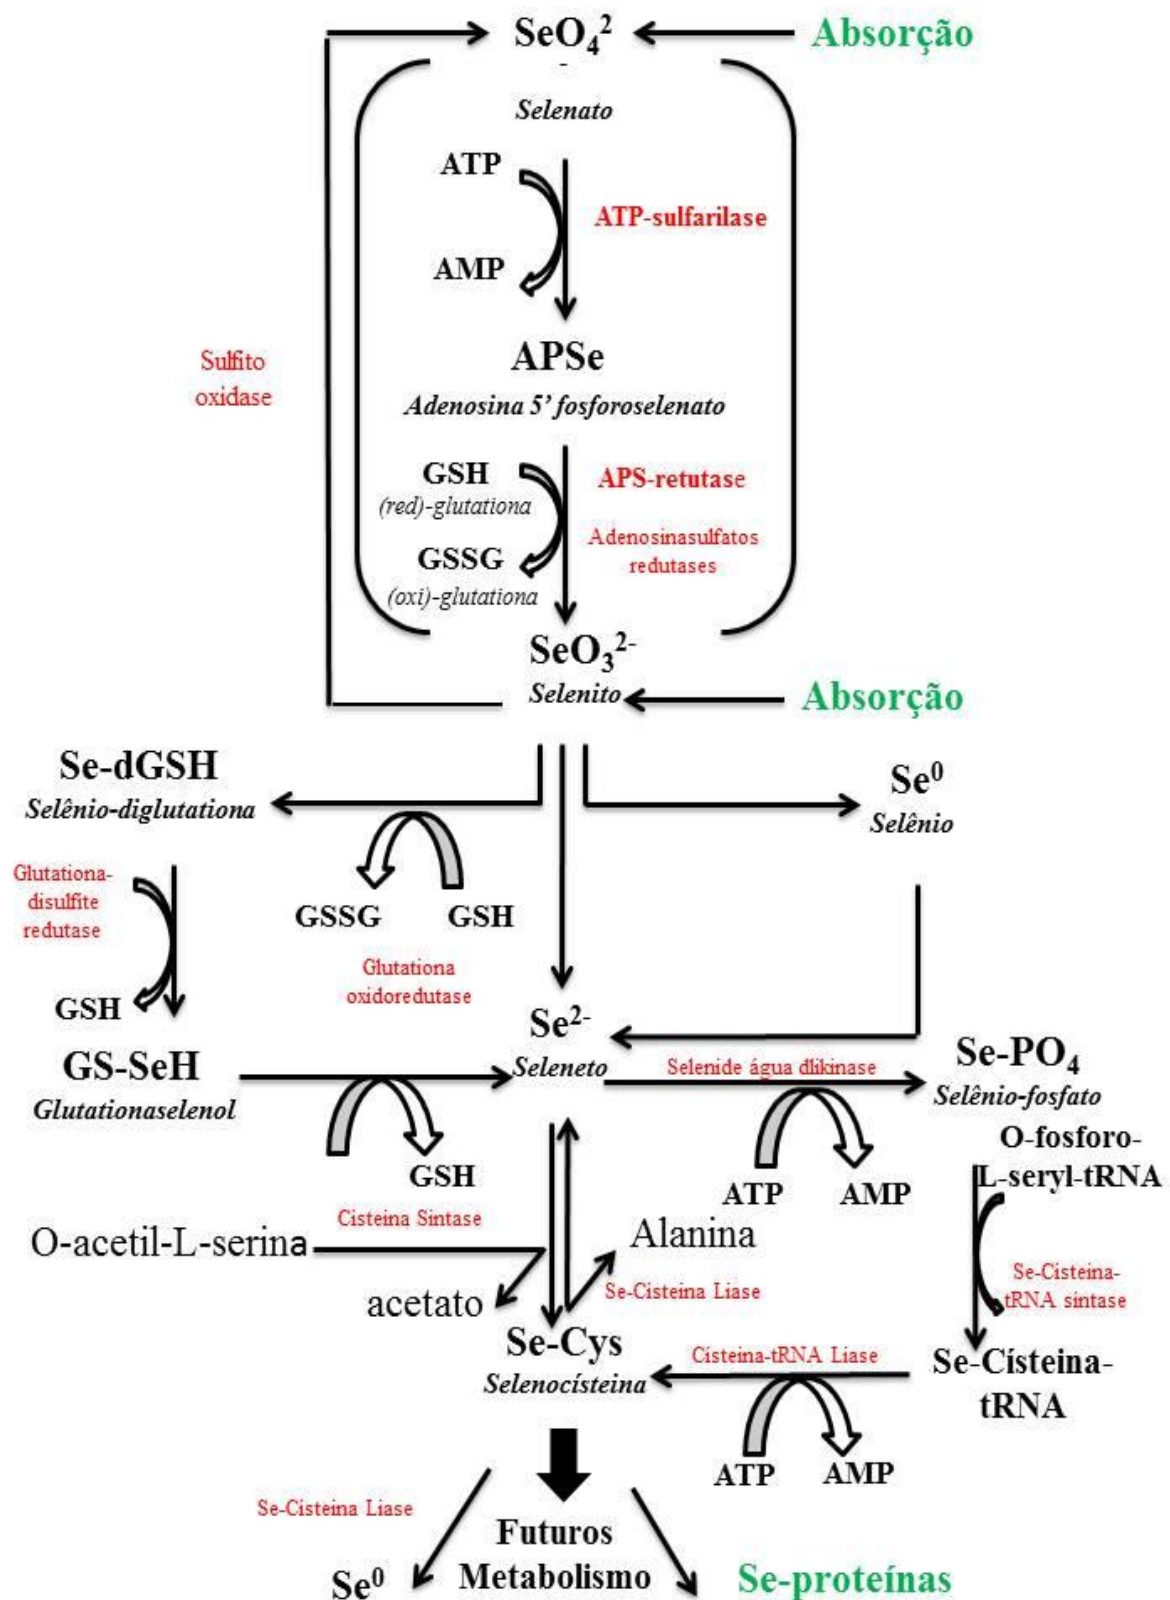 SeO₄² Absorção
-
Selenato
ATP
ATP-sulfarilase
AMP
APSe
Sulfito
oxidase
Adenosina 5’ fosforoselenato
GSH
APS-retutase
(red)-glutationa
Adenosinasulfatos
redutases
GSSG
(oxi)-glutationa
SeO₃²⁻
Selenito
Absorção
Se-dGSH
Selênio-diglutationa
Se⁰
Selênio
Glutationa-
disulfite
redutase
GSSG GSH
Glutationa
oxidoredutase
GSH
Se²⁻
Seleneto
GS-SeH
Glutationaselenol
Selenide água dlikinase
Se-PO₄
Selênio-fosfato
O-fosforo-
L-seryl-tRNA
GSH
ATP AMP
Cisteina Sintase
O-acetil-L-serina
Alanina
acetato
Se-Cisteina Liase
Se-Cisteina-
tRNA sintase
Se-Cys
Selenocísteina
Cisteina-tRNA Liase
Se-Císteina-
tRNA
ATP AMP
Se-Cisteina Liase
Futuros
Metabolismo
Se⁰
Se-proteínas